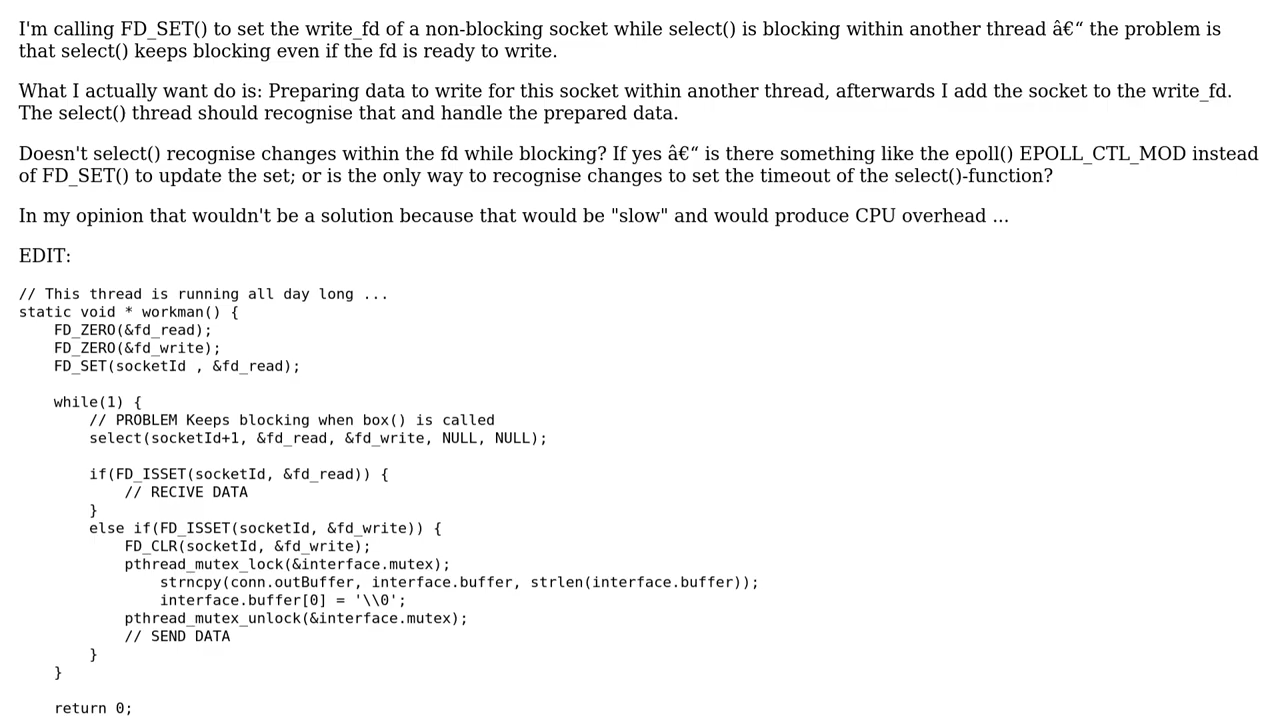 I'm calling FD_SET() to set the write_fd of a non-blocking socket while select() is blocking within another thread â€“ the problem is
that select() keeps blocking even if the fd is ready to write.
What I actually want do is: Preparing data to write for this socket within another thread, afterwards I add the socket to the write_fd.
The select() thread should recognise that and handle the prepared data.
Doesn't select() recognise changes within the fd while blocking? If yes â€“ is there something like the epoll() EPOLL_CTL_MOD instead
of FD_SET() to update the set; or is the only way to recognise changes to set the timeout of the select()-function?
In my opinion that wouldn't be a solution because that would be "slow" and would produce CPU overhead ...
EDIT:
// This thread is running all day long ...
static void * workman() {
    FD_ZERO(&fd_read);
    FD_ZERO(&fd_write);
    FD_SET(socketId , &fd_read);
    while(1) {
        // PROBLEM Keeps blocking when box() is called
        select(socketId+1, &fd_read, &fd_write, NULL, NULL);
        if(FD_ISSET(socketId, &fd_read)) {
            // RECIVE DATA
        }
        else if(FD_ISSET(socketId, &fd_write)) {
            FD_CLR(socketId, &fd_write);
            pthread_mutex_lock(&interface.mutex);
                strncpy(conn.outBuffer, interface.buffer, strlen(interface.buffer));
                interface.buffer[0] = '\\0';
            pthread_mutex_unlock(&interface.mutex);
            // SEND DATA
        }
    }
    return 0;